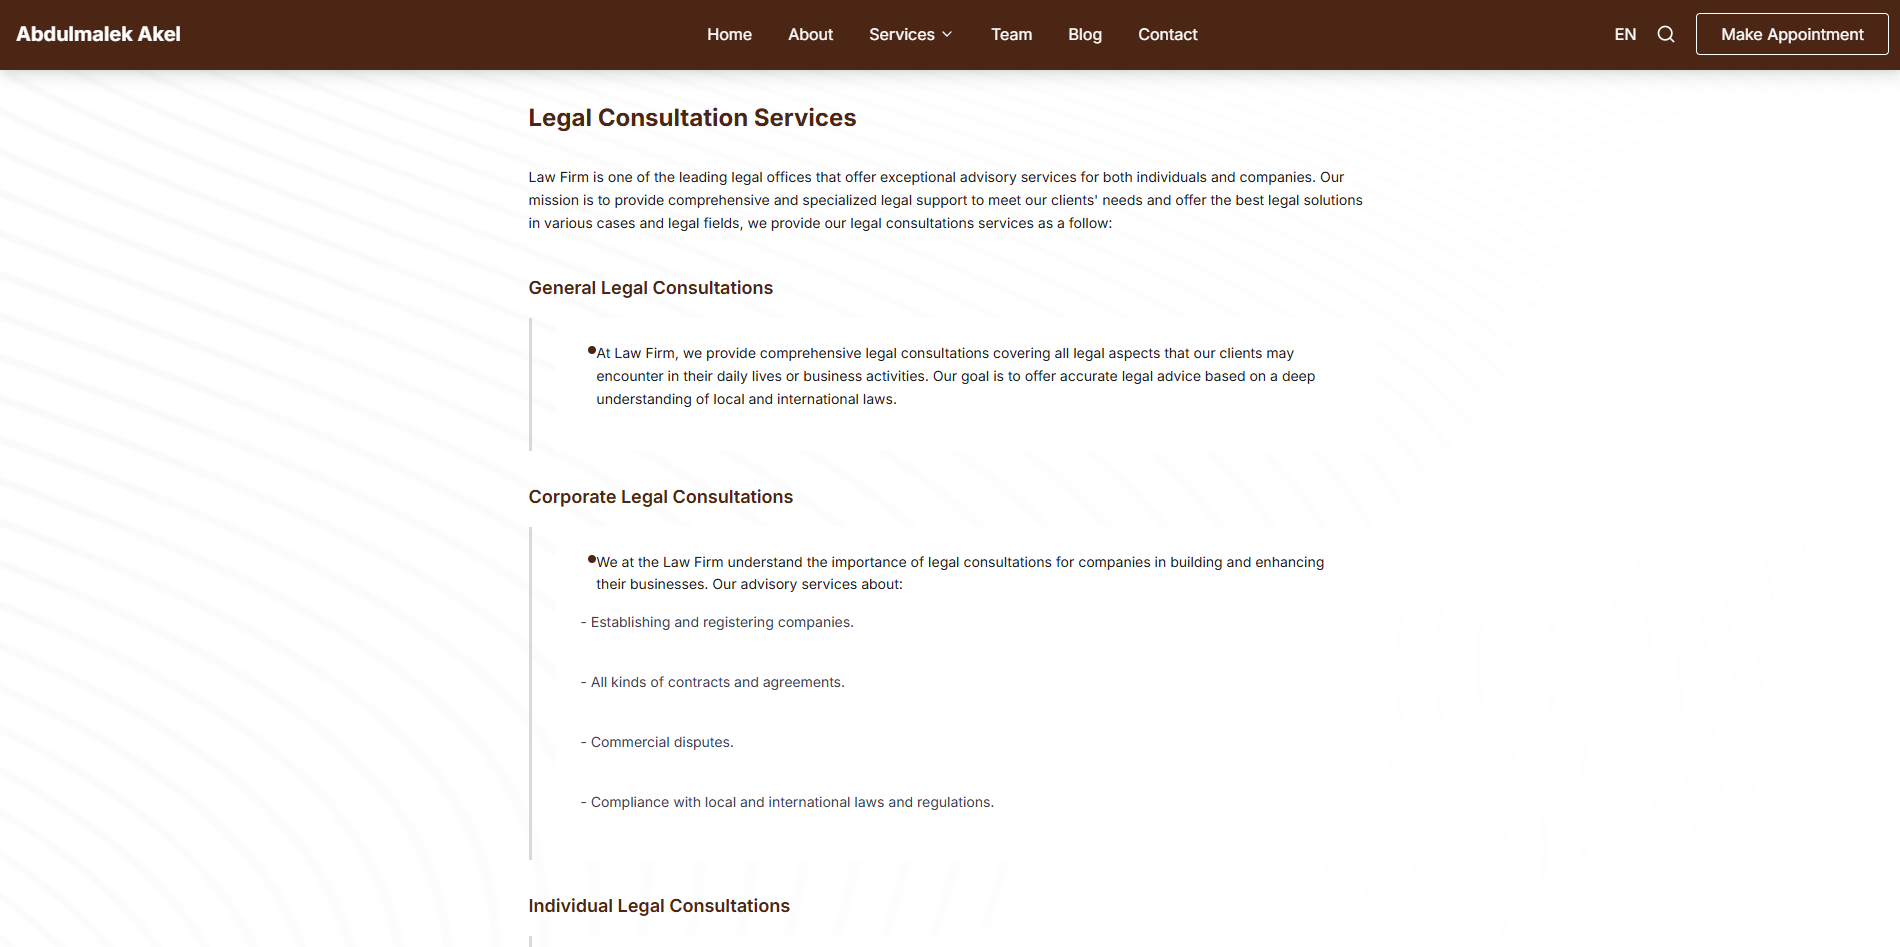 Abdulmalek Akel
Home About Services Team Blog Contact
EN Make Appointment
Legal Consultation Services
Law Firm is one of the leading legal offices that offer exceptional advisory services for both individuals and companies. Our
mission is to provide comprehensive and specialized legal support to meet our clients' needs and offer the best legal solutions
in various cases and legal fields, we provide our legal consultations services as a follow:
General Legal Consultations
At Law Firm, we provide comprehensive legal consultations covering all legal aspects that our clients may
encounter in their daily lives or business activities. Our goal is to offer accurate legal advice based on a deep
understanding of local and international laws.
Corporate Legal Consultations
We at the Law Firm understand the importance of legal consultations for companies in building and enhancing
their businesses. Our advisory services about:
- Establishing and registering companies.
- All kinds of contracts and agreements.
- Commercial disputes.
- Compliance with local and international laws and regulations.
Individual Legal Consultations